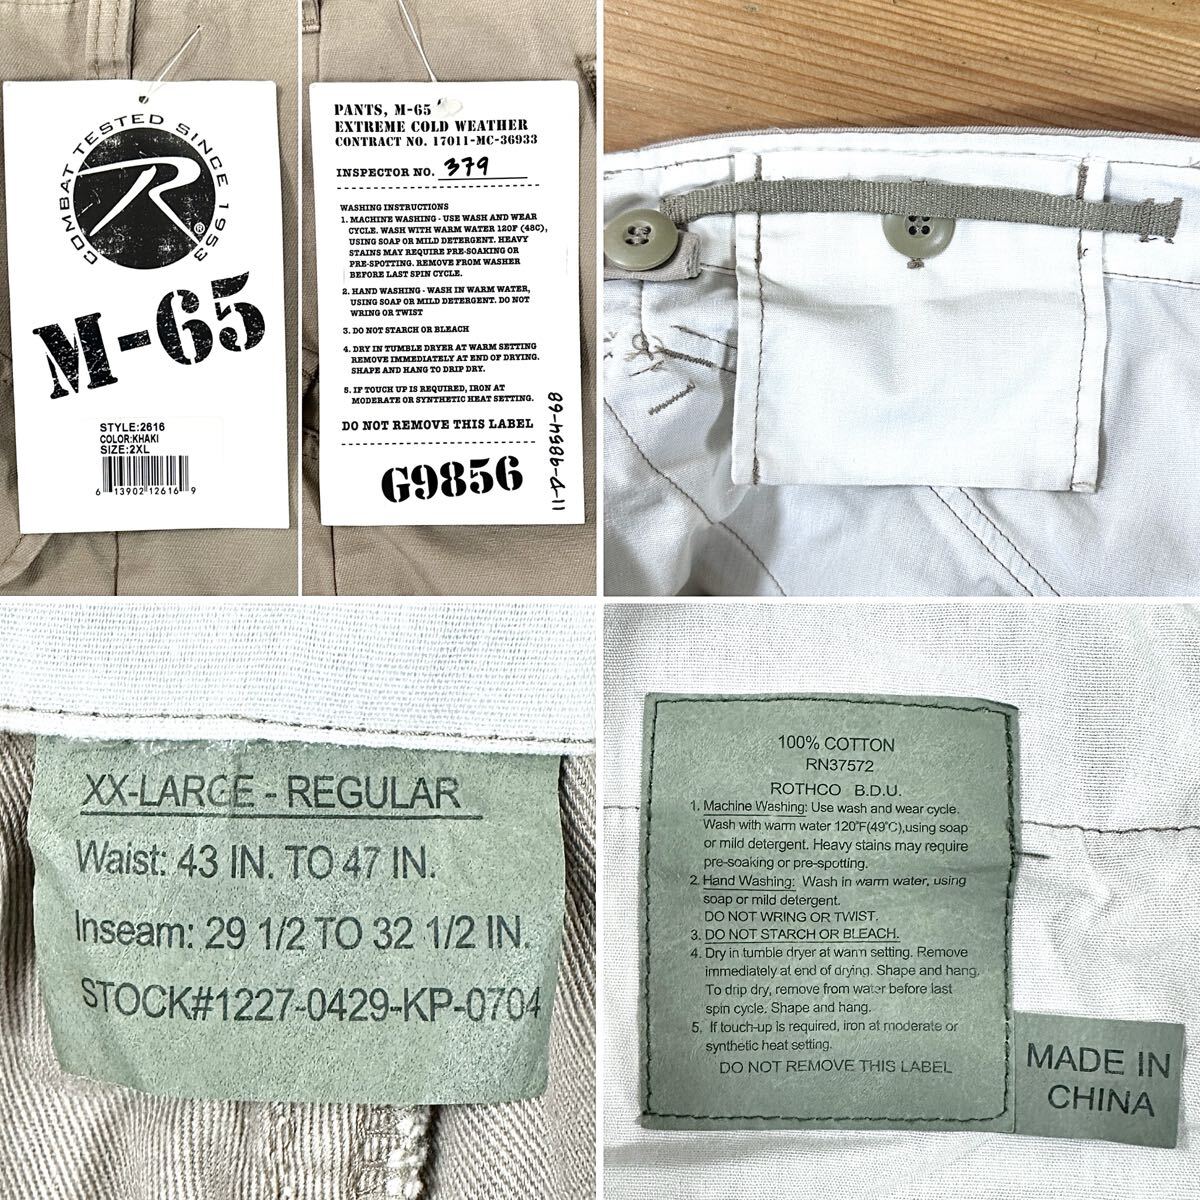 COMBAT TESTED SINCE 1953
R®
M-65
STYLE:2616
COLOR:KHAKI
SIZE:2XL
6 13902 12616 9
PANTS, M-65
EXTREME COLD WEATHER
CONTRACT NO. 17011-MC-36933
INSPECTOR NO. 379
WASHING INSTRUCTIONS
1. MACHINE WASHING - USE WASH AND WEAR
CYCLE. WASH WITH WARM WATER 120F (48C),
USING SOAP OR MILD DETERGENT. HEAVY
STAINS MAY REQUIRE PRE-SOAKING OR
PRE-SPOTTING. REMOVE FROM WASHER
BEFORE LAST SPIN CYCLE.
2. HAND WASHING - WASH IN WARM WATER,
USING SOAP OR MILD DETERGENT. DO NOT
WRING OR TWIST
3. DO NOT STARCH OR BLEACH
4. DRY IN TUMBLE DRYER AT WARM SETTING
REMOVE IMMEDIATELY AT END OF DRYING.
SHAPE AND HANG TO DRIP DRY.
5. IF TOUCH UP IS REQUIRED, IRON AT
MODERATE OR SYNTHETIC HEAT SETTING.
DO NOT REMOVE THIS LABEL
G9856
11-D-9854-68
XX-LARGE - REGULAR
Waist: 43 IN. TO 47 IN.
Inseam: 29 1/2 TO 32 1/2 IN.
STOCK#1227-0429-KP-0704
100% COTTON
RN37572
ROTHCO B.D.U.
1. Machine Washing: Use wash and wear cycle.
Wash with warm water 120°F(49°C),using soap
or mild detergent. Heavy stains may require
pre-soaking or pre-spotting.
2. Hand Washing: Wash in warm water, using
soap or mild detergent.
DO NOT WRING OR TWIST.
3. DO NOT STARCH OR BLEACH.
4. Dry in tumble dryer at warm setting. Remove
immediately at end of drying. Shape and hang.
To drip dry, remove from water before last
spin cycle. Shape and hang.
5. If touch-up is required, iron at moderate or
synthetic heat setting.
DO NOT REMOVE THIS LABEL
MADE IN
CHINA